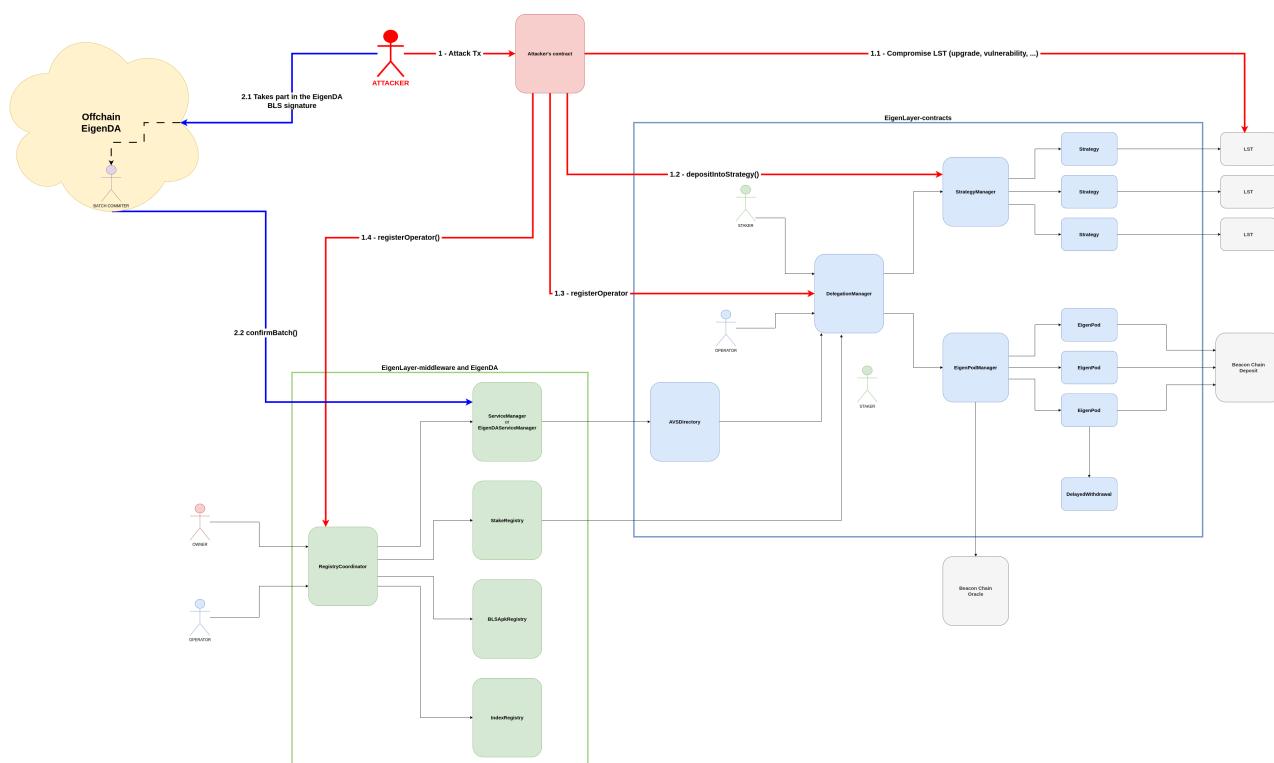 1 - Attack Tx
Attacker's contract
1.1 - Compromise LST (upgrade, vulnerability, ...)
ATTACKER
2.1 Takes part in the EigenDA
BLS signature
Offchain
EigenDA
BATCH COMMITER
EigenLayer-contracts
Strategy
LST
1.2 - depositIntoStrategy()
StrategyManager
Strategy
LST
STAKER
Strategy
LST
1.4 - registerOperator()
1.3 - registerOperator
DelegationManager
2.2 confirmBatch()
OPERATOR
EigenPod
EigenLayer-middleware and EigenDA
STAKER
EigenPodManager
EigenPod
Beacon Chain
Deposit
EigenPod
ServiceManager
or
EigenDAServiceManager
AVSDirectory
DelayedWithdrawal
StakeRegistry
OWNER
RegistryCoordinator
Beacon Chain
Oracle
OPERATOR
BLSApkRegistry
IndexRegistry